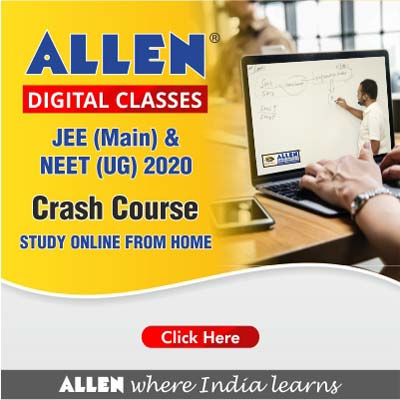 ALLEN®
DIGITAL CLASSES
JEE (Main) &
NEET (UG) 2020
Crash Course
STUDY ONLINE FROM HOME
ALLEN
Click Here
ALLEN where India learns